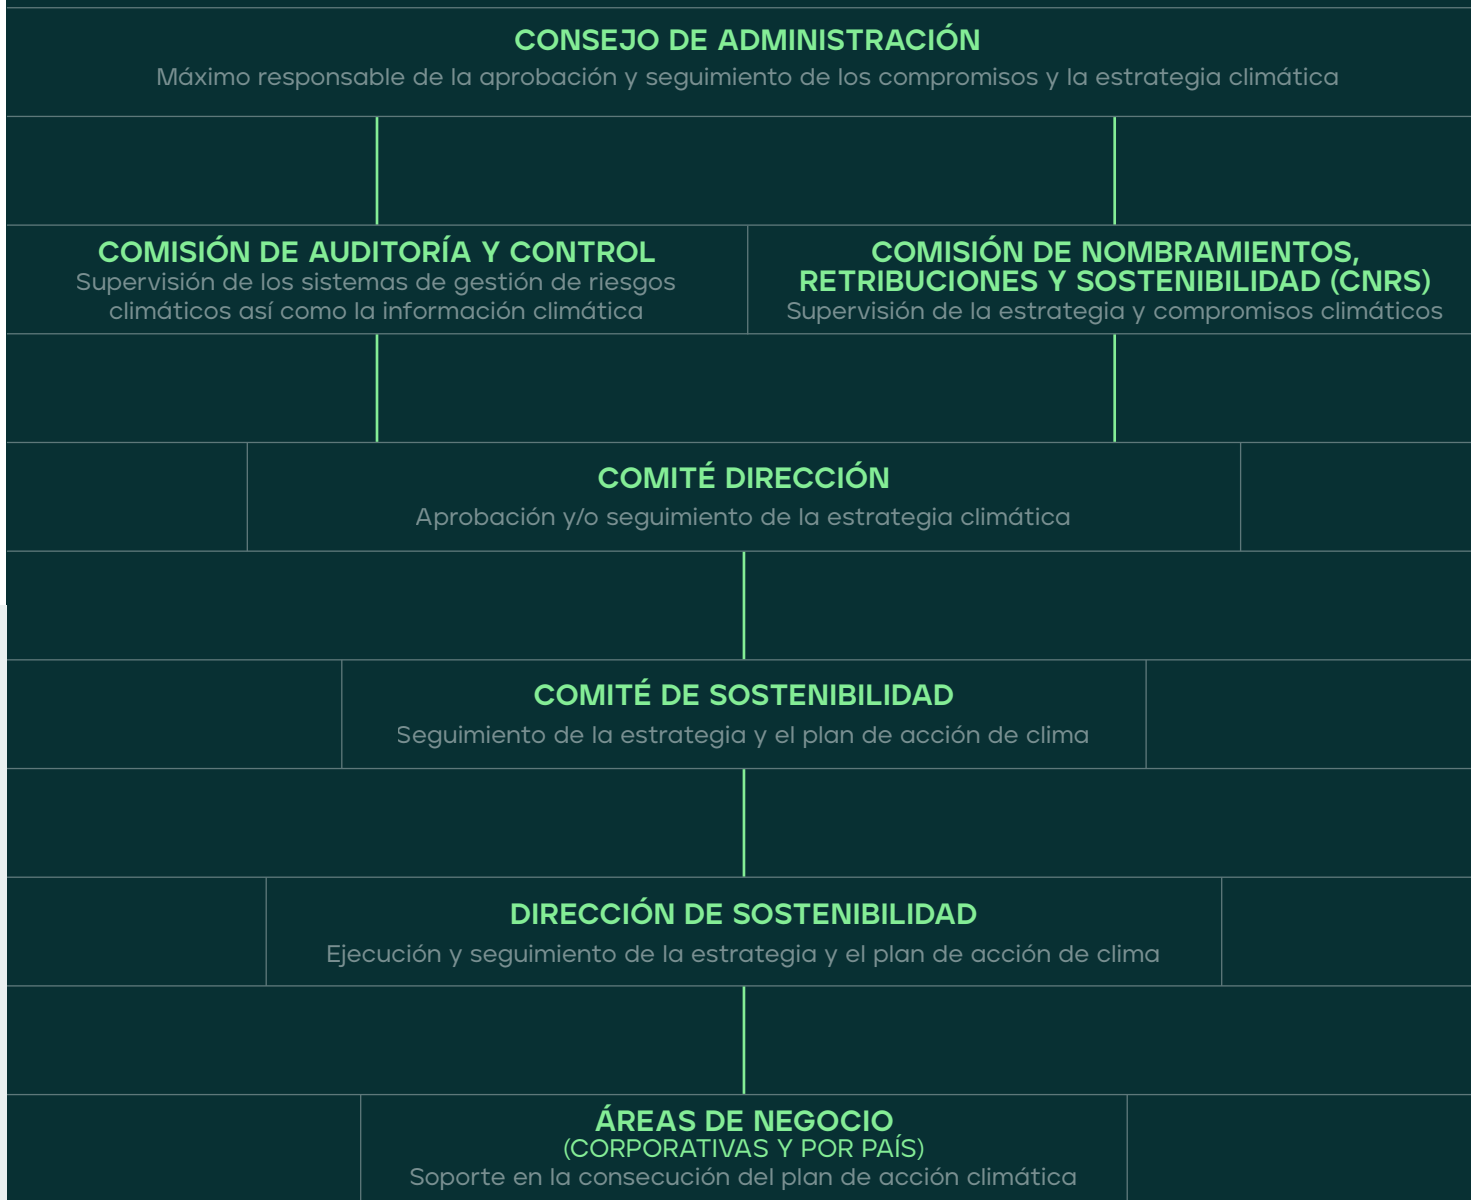 CONSEJO DE ADMINISTRACIÓN
Máximo responsable de la aprobación y seguimiento de los compromisos y la estrategia climática
COMISIÓN DE AUDITORÍA Y CONTROL
Supervisión de los sistemas de gestión de riesgos
climáticos así como la información climática
COMISIÓN DE NOMBRAMIENTOS,
RETRIBUCIONES Y SOSTENIBILIDAD (CNRS)
Supervisión de la estrategia y compromisos climáticos
COMITÉ DIRECCIÓN
Aprobación y/o seguimiento de la estrategia climática
COMITÉ DE SOSTENIBILIDAD
Seguimiento de la estrategia y el plan de acción de clima
DIRECCIÓN DE SOSTENIBILIDAD
Ejecución y seguimiento de la estrategia y el plan de acción de clima
ÁREAS DE NEGOCIO
(CORPORATIVAS Y POR PAÍS)
Soporte en la consecución del plan de acción climática